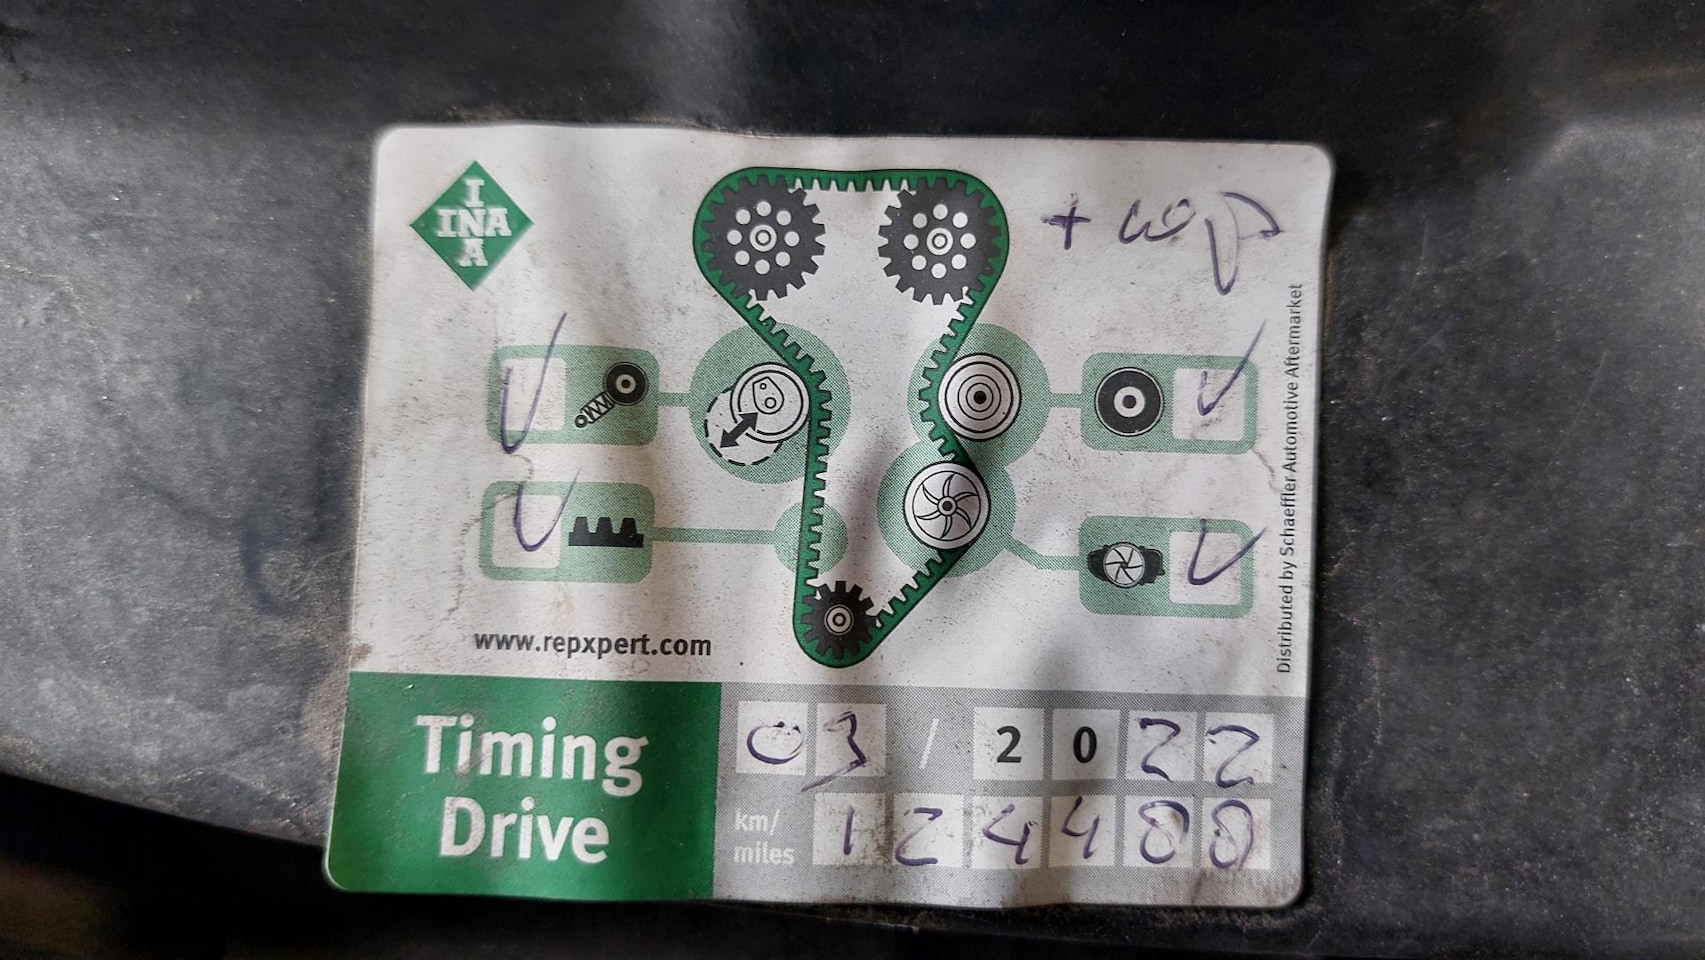 INA
+ WP
Distributed by Schaeffler Automotive Aftermarket
www.repxpert.com
Timing
Drive
03 / 2022
km/
miles
124400